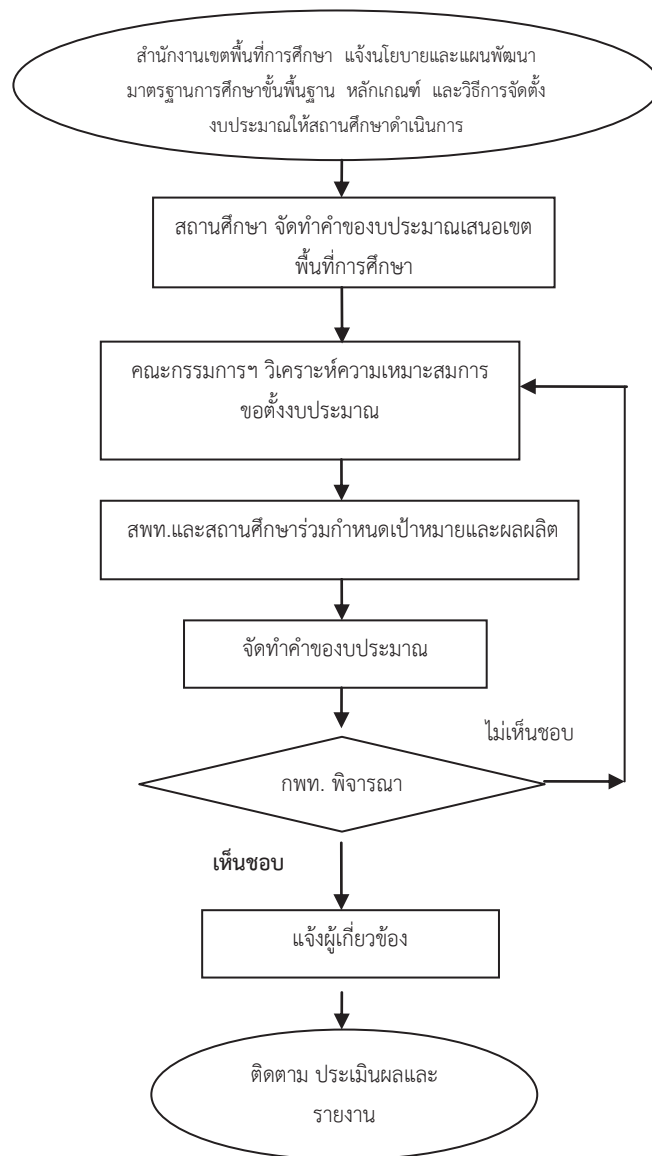 สำนักงานเขตพื้นที่การศึกษา แจ้งนโยบายและแผนพัฒนา
มาตรฐานการศึกษาขั้นพื้นฐาน หลักเกณฑ์ และวิธีการจัดตั้ง
งบประมาณให้สถานศึกษาดำเนินการ
สถานศึกษา จัดทำคำของบประมาณเสนอเขต
พื้นที่การศึกษา
คณะกรรมการฯ วิเคราะห์ความเหมาะสมการ
ขอตั้งงบประมาณ
สพท.และสถานศึกษาร่วมกำหนดเป้าหมายและผลผลิต
จัดทำคำของบประมาณ
ไม่เห็นชอบ
กพท. พิจารณา
เห็นชอบ
แจ้งผู้เกี่ยวข้อง
ติดตาม ประเมินผลและ
รายงาน